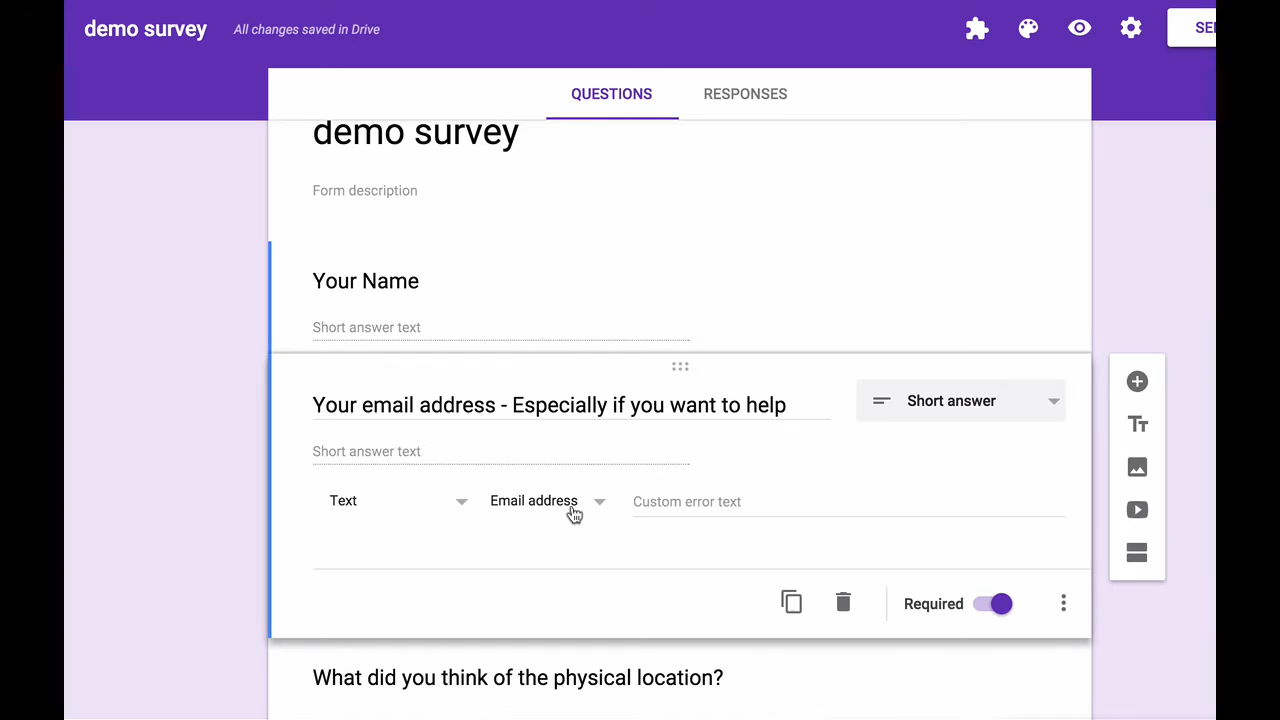 demo survey
All changes saved in Drive
SE
QUESTIONS
RESPONSES
demo survey
Form description
Your Name
Short answer text
Your email address - Especially if you want to help
Short answer
Short answer text
Text
Email address
Custom error text
Required
What did you think of the physical location?